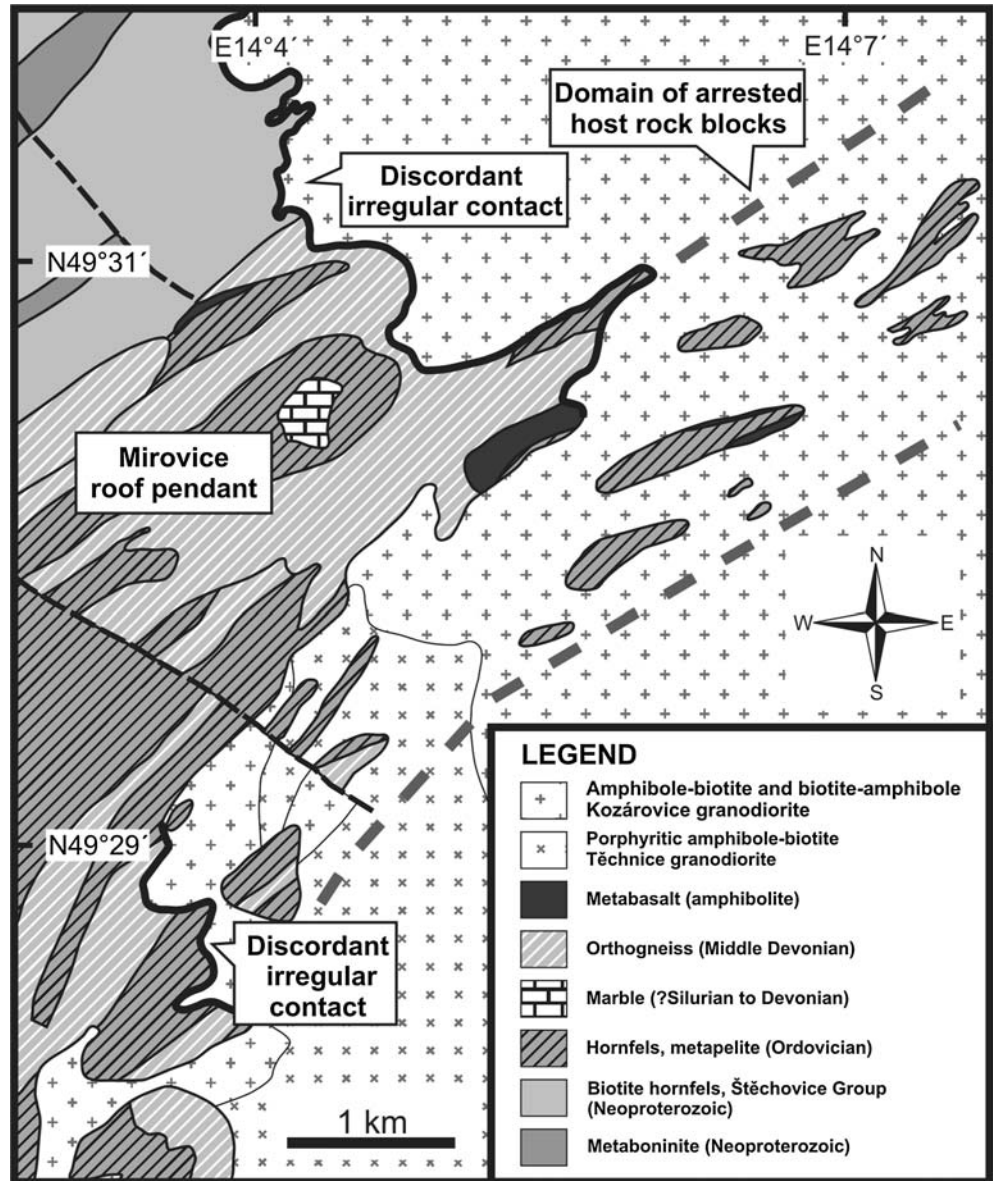 E14°4´
E14°7´
Domain of arrested
host rock blocks
Discordant
irregular contact
N49°31´
Mirovice
roof pendant
N
W
E
S
N49°29´
Discordant
irregular
contact
1 km
LEGEND
Amphibole-biotite and biotite-amphibole
Kozárovice granodiorite
Porphyritic amphibole-biotite
Těchnice granodiorite
Metabasalt (amphibolite)
Orthogneiss (Middle Devonian)
Marble (?Silurian to Devonian)
Hornfels, metapelite (Ordovician)
Biotite hornfels, Štěchovice Group
(Neoproterozoic)
Metaboninite (Neoproterozoic)